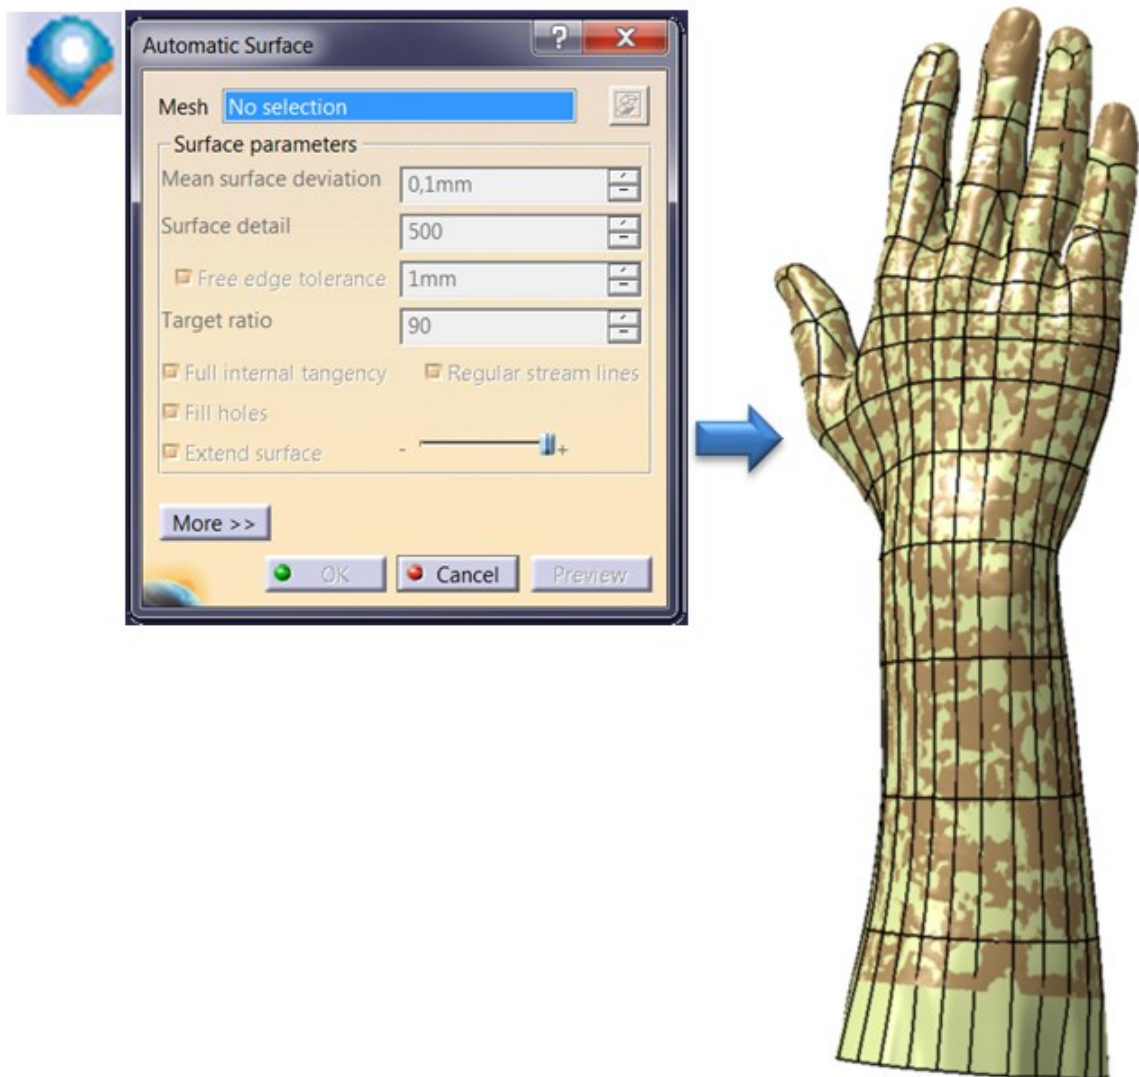 Automatic Surface
?
X
Mesh No selection
Surface parameters
Mean surface deviation 0,1mm
Surface detail 500
Free edge tolerance 1mm
Target ratio 90
Full internal tangency Regular stream lines
Fill holes
Extend surface - +
More >>
OK Cancel Preview